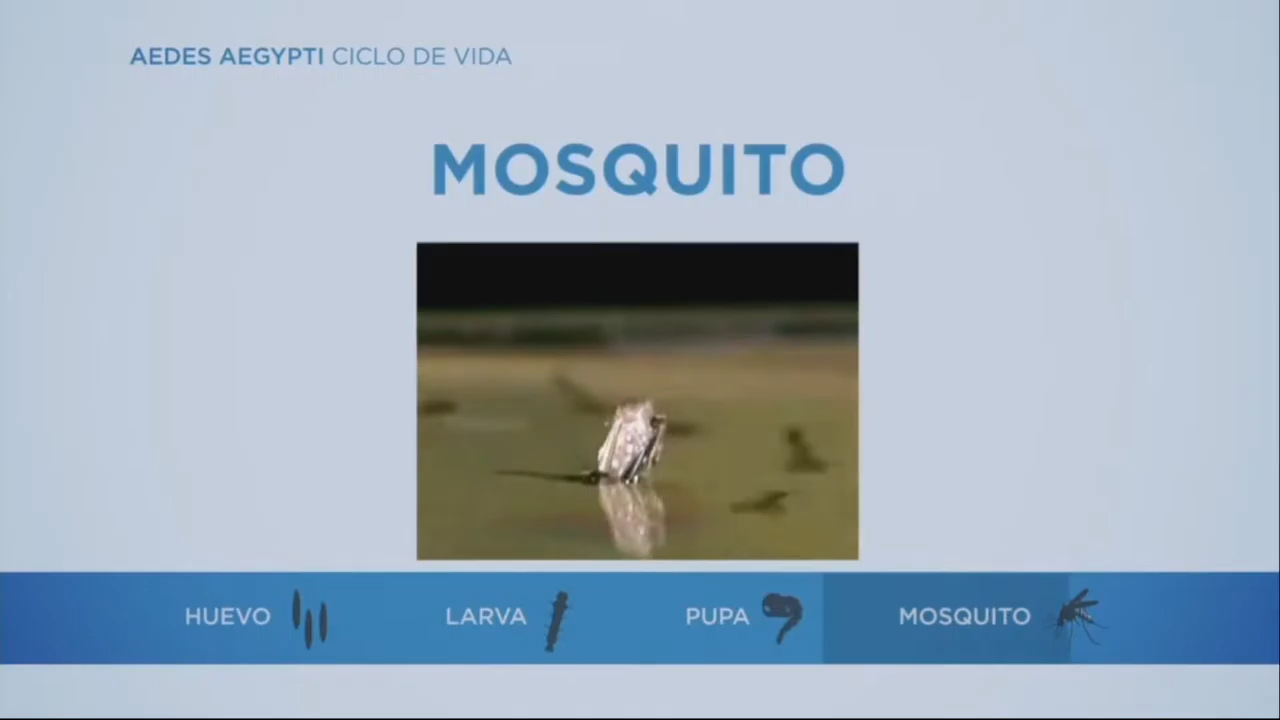 AEDES AEGYPTI CICLO DE VIDA
MOSQUITO
HUEVO
LARVA
PUPA
MOSQUITO